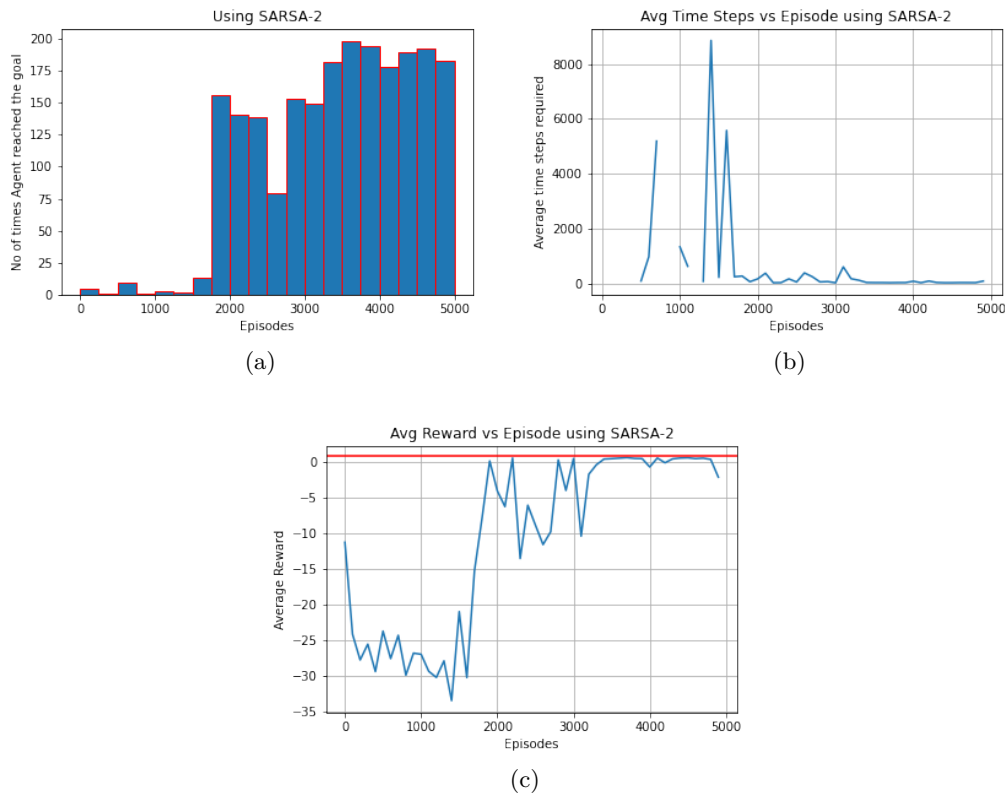 Using SARSA-2
No of times Agent reached the goal
200
175
150
125
100
75
50
25
0
0 1000 2000 3000 4000 5000
Episodes
(a)
Avg Time Steps vs Episode using SARSA-2
Average time steps required
8000
6000
4000
2000
0
0 1000 2000 3000 4000 5000
Episodes
(b)
Avg Reward vs Episode using SARSA-2
Average Reward
0
−5
−10
−15
−20
−25
−30
−35
0 1000 2000 3000 4000 5000
Episodes
(c)